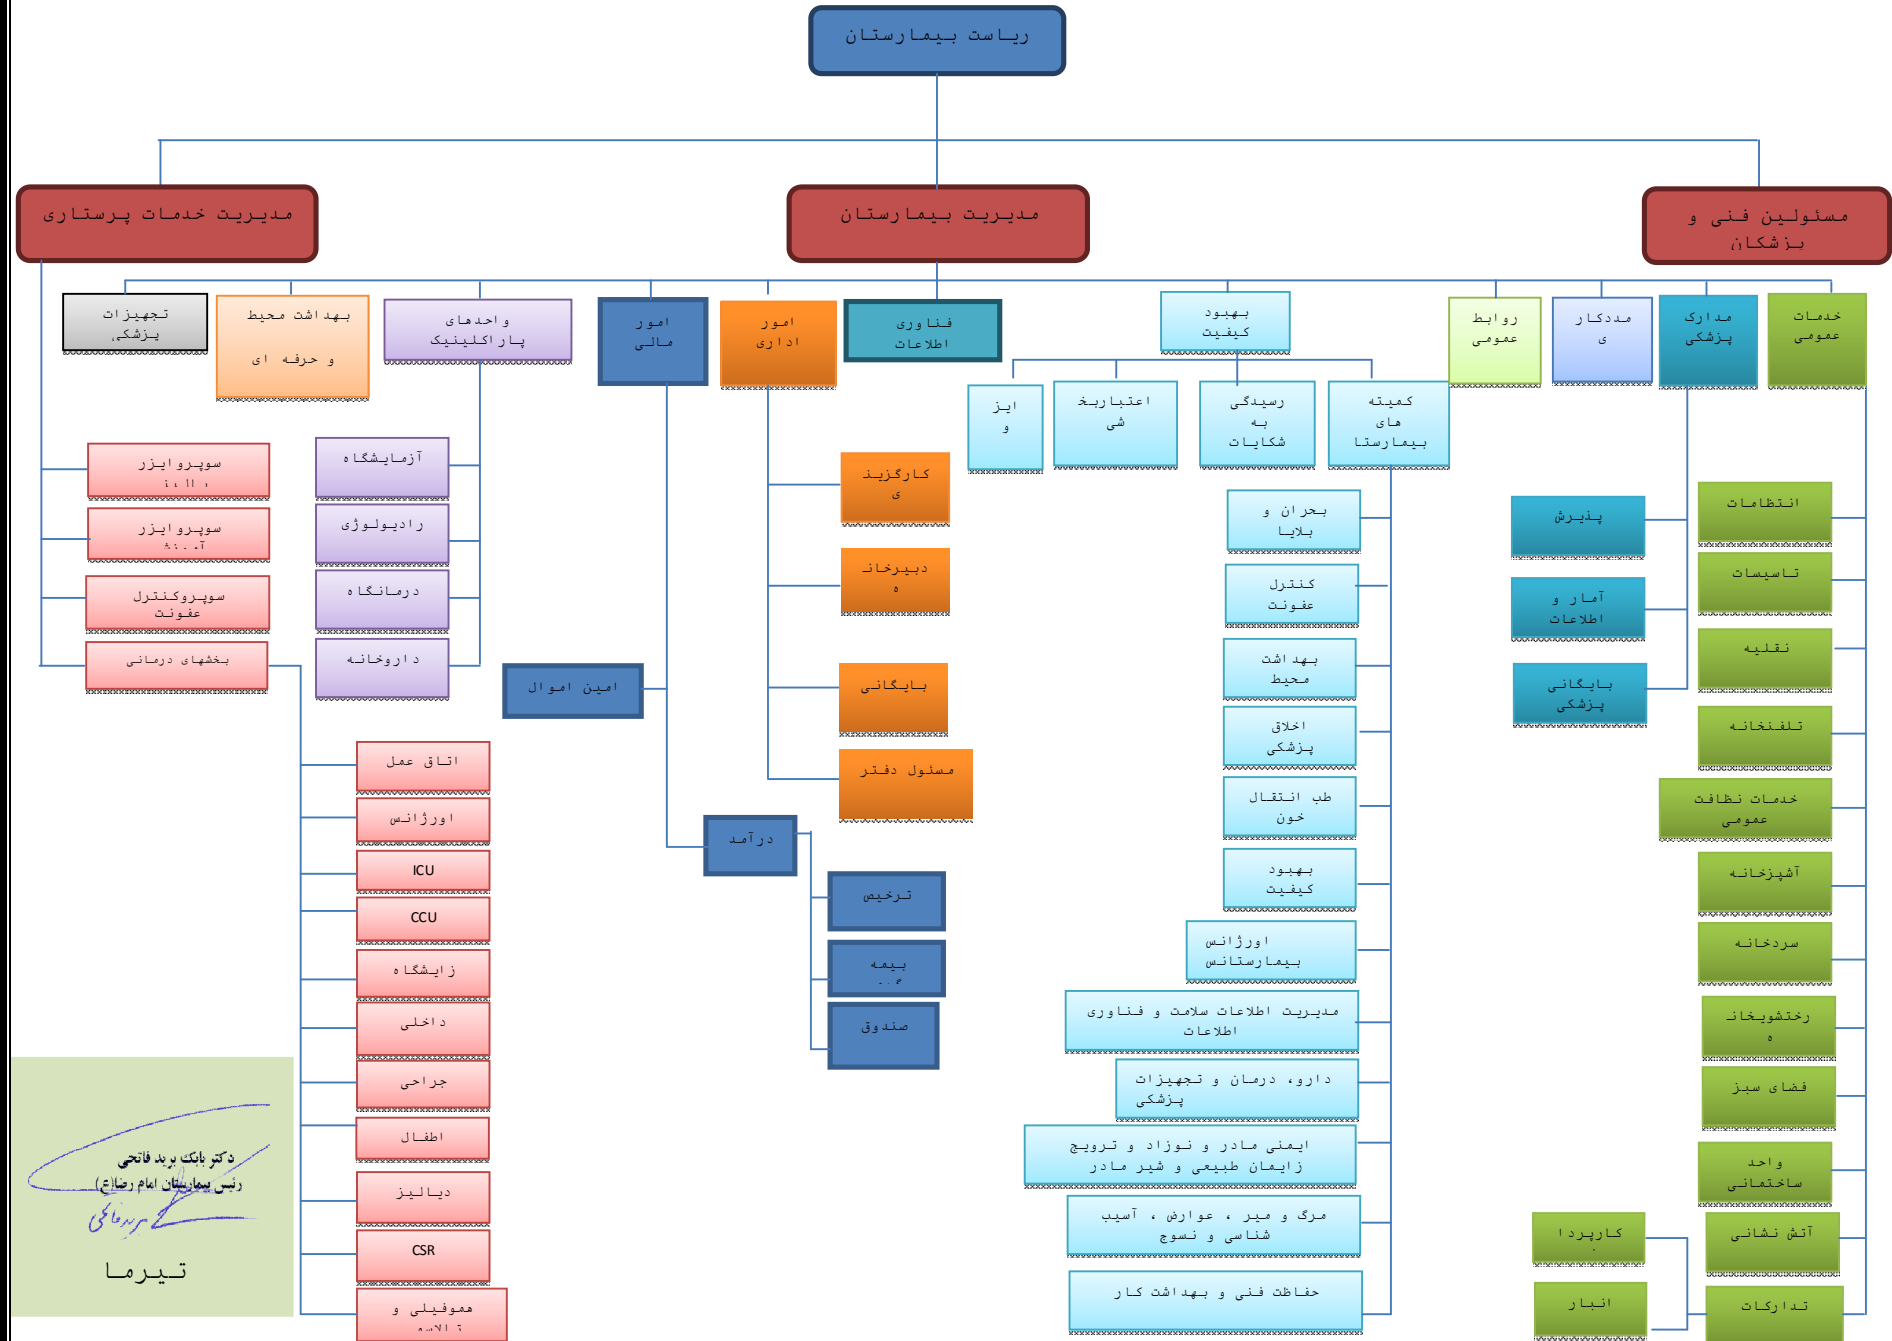 ریاست بیمارستان
مسئولین فنی و
پزشکان
مدیریت بیمارستان
مدیریت خدمات پرستاری
خدمات
عمومی
مدارک
پزشکی
مددکار
ی
روابط
عمومی
بهبود
کیفیت
فناوری
اطلاعات
امور
اداری
امور
مالی
واحدهای
پاراکلینیک
بهداشت محیط
و حرفه ای
تجهیزات
پزشکی
کمیته
های
بیمارستا
رسیدگی
به
شکایات
اعتباربخ
شی
ایز
و
انتظامات
تاسیسات
نقلیه
تلفنخانه
خدمات نظافت
عمومی
آشپزخانه
سردخانه
رختشویخانـ
ه
فضای سبز
واحد
ساختمانی
آتش نشانی
تدارکات
کارپردا
انبار
پذیرش
آمار و
اطلاعات
بایگانی
پزشکی
بحران و
بلایا
کنترل
عفونت
بهداشت
محیط
اخلاق
پزشکی
طب انتقال
خون
بهبود
کیفیت
اورژانس
بیمارستانس
مدیریت اطلاعات سلامت و فناوری
اطلاعات
دارو، درمان و تجهیزات
پزشکی
ایمنی مادر و نوزاد و ترویج
زایمان طبیعی و شیر مادر
مرگ و میر ، عوارض ، آسیب
شناسی و نسوج
حفاظت فنی و بهداشت کار
کارگزینـ
ی
دبیرخانـ
ه
بایگانی
مسئول دفتر
امین اموال
درآمد
ترخیص
بیمه
صندوق
آزمایشگاه
رادیولوژی
درمانگاه
داروخانه
سوپروایزر
سوپروایزر
سوپروکنترل
عفونت
بخشهای درمانی
اتاق عمل
اورژانس
ICU
CCU
زایشگاه
داخلی
جراحی
اطفال
دیالیز
CSR
هموفیلی و
دکتر بابک برید فاتحی
رئیس بیمارستان امام رضا(ع)
تیرما